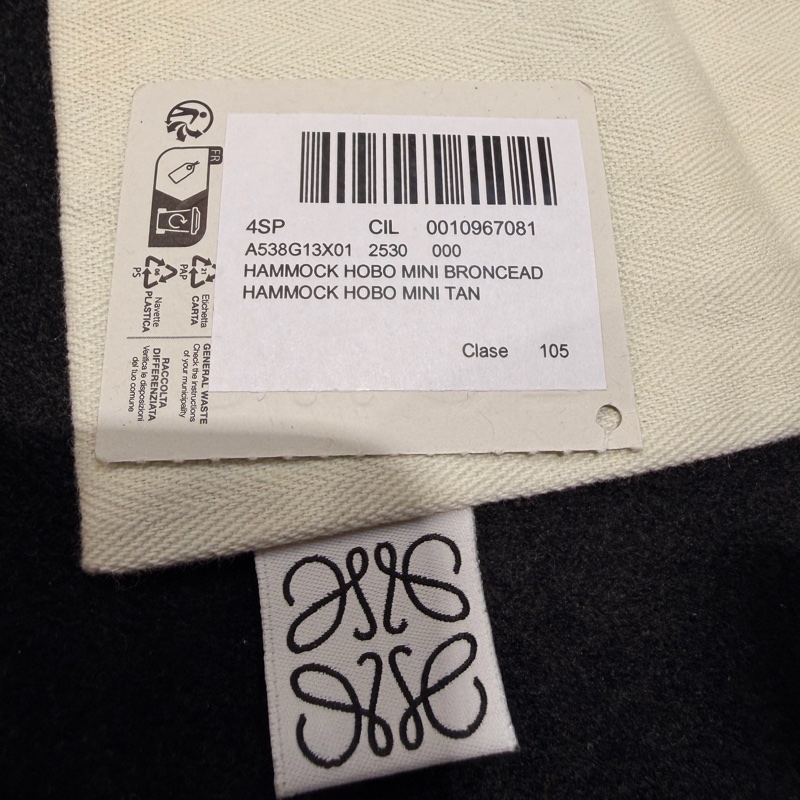 4SP CIL 0010967081
A538G13X01 2530 000
HAMMOCK HOBO MINI BRONCEAD
HAMMOCK HOBO MINI TAN
Clase 105
FR
21
PAP
Etichetta
CARTA
06
PS
Navette
PLASTICA
GENERAL WASTE
Check the instructions
of your municipality
RACCOLTA
DIFFERENZIATA
Verifica le disposizioni
del tuo comune